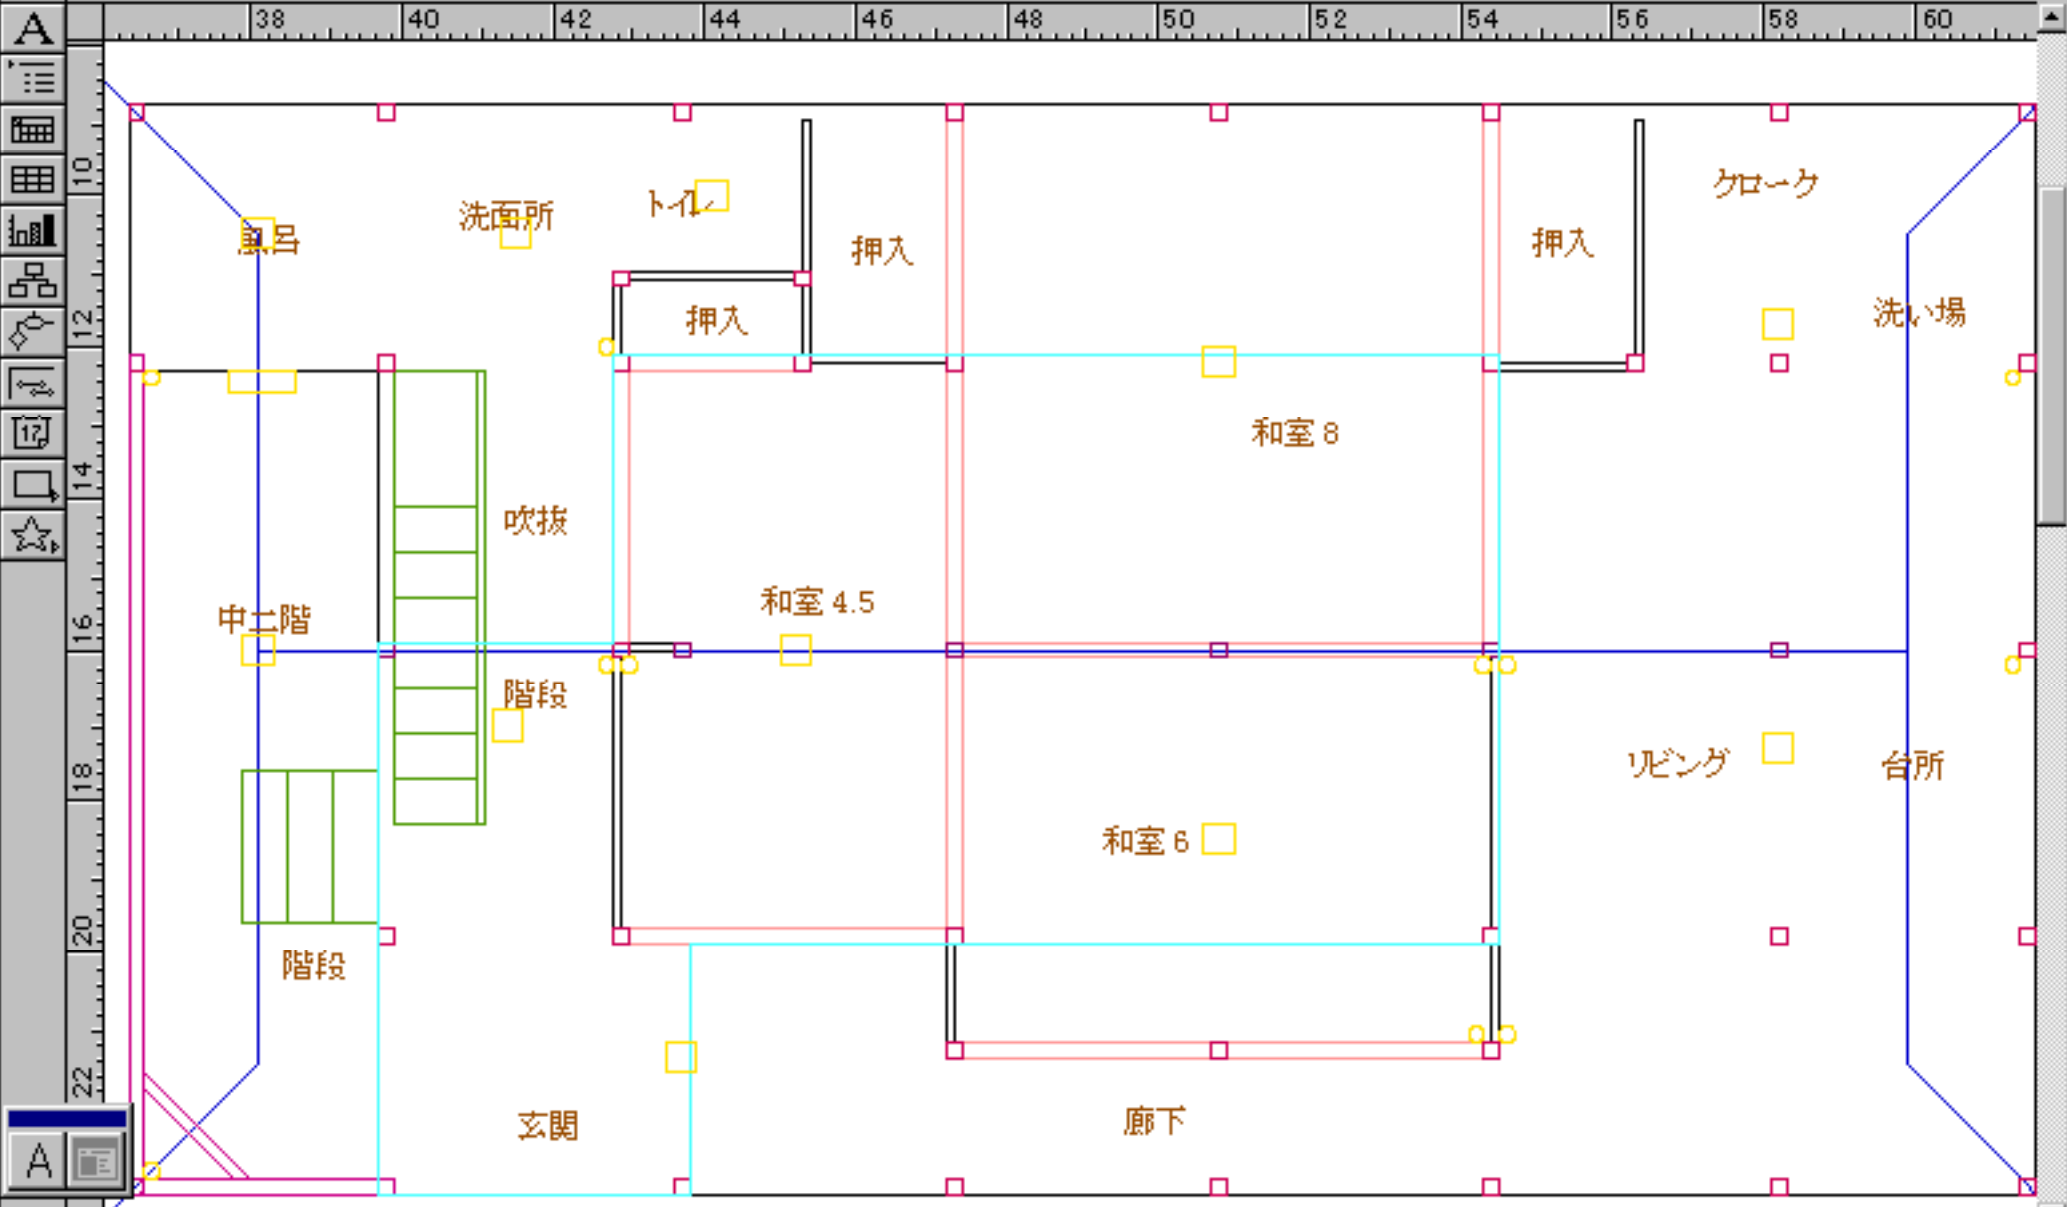 A
38 40 42 44 46 48 50 52 54 56 58 60
10
12
14
16
18
20
22
17
クローク
洗面所
トイレ
風呂
押入
押入
押入
洗い場
和室 8
吹抜
和室 4.5
中二階
階段
リビング
台所
和室 6
階段
玄関
廊下
A